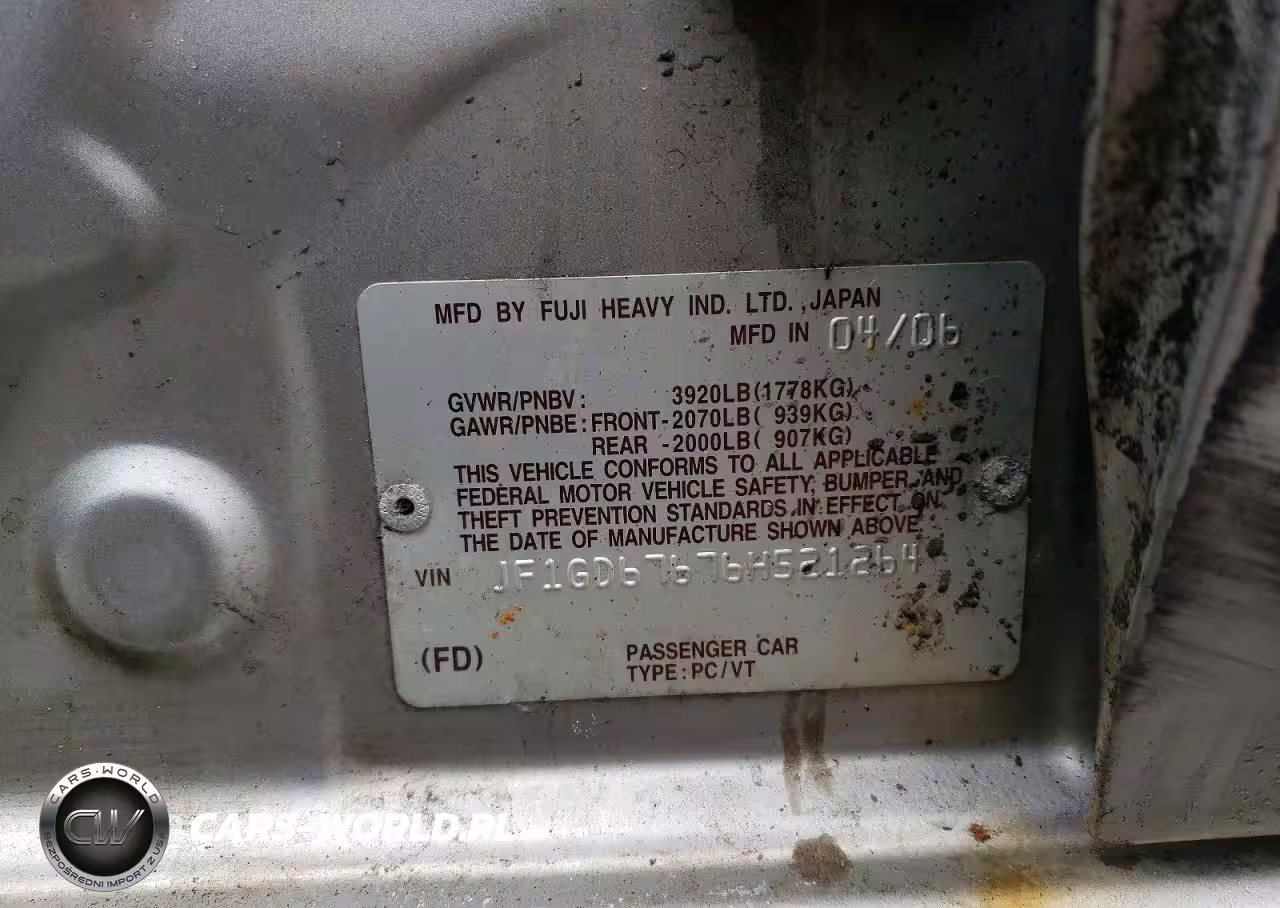 MFD BY FUJI HEAVY IND. LTD.,JAPAN
MFD IN 04/06
GVWR/PNBV: 3920LB(1778KG)
GAWR/PNBE:FRONT-2070LB( 939KG)
REAR -2000LB( 907KG)
THIS VEHICLE CONFORMS TO ALL APPLICABLE
FEDERAL MOTOR VEHICLE SAFETY, BUMPER, AND
THEFT PREVENTION STANDARDS IN EFFECT ON
THE DATE OF MANUFACTURE SHOWN ABOVE.
VIN JF1GD67676H521264
(FD) PASSENGER CAR
TYPE:PC/VT
CARS-WORLD
CW
BEZPOŚREDNI IMPORT Z USA
CARS-WORLD.PL